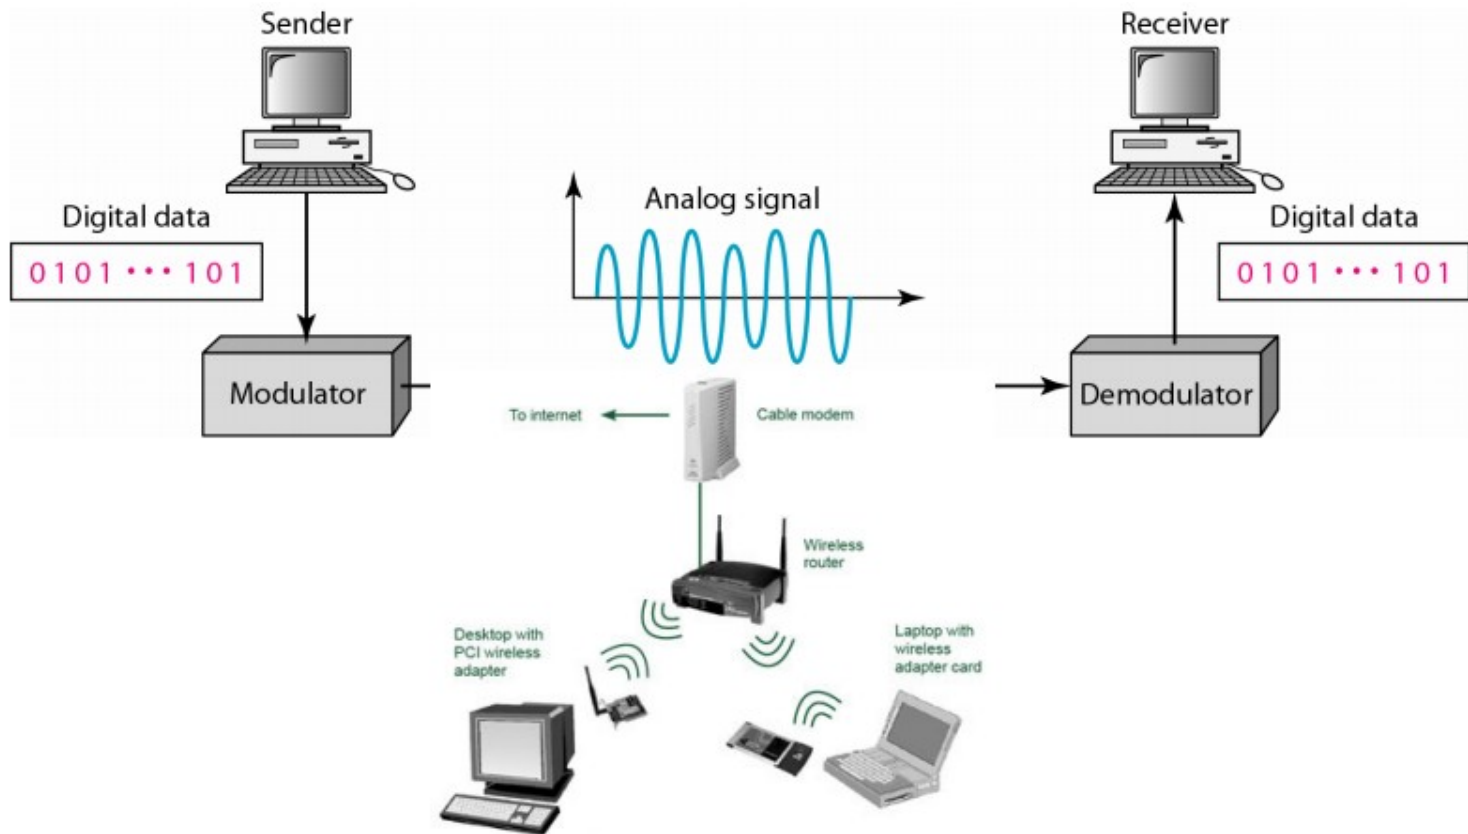 Sender
Receiver
Digital data
0101 ••• 101
Analog signal
Digital data
0101 ••• 101
Modulator
Demodulator
To internet
Cable modem
Wireless
router
Desktop with
PCI wireless
adapter
Laptop with
wireless
adapter card